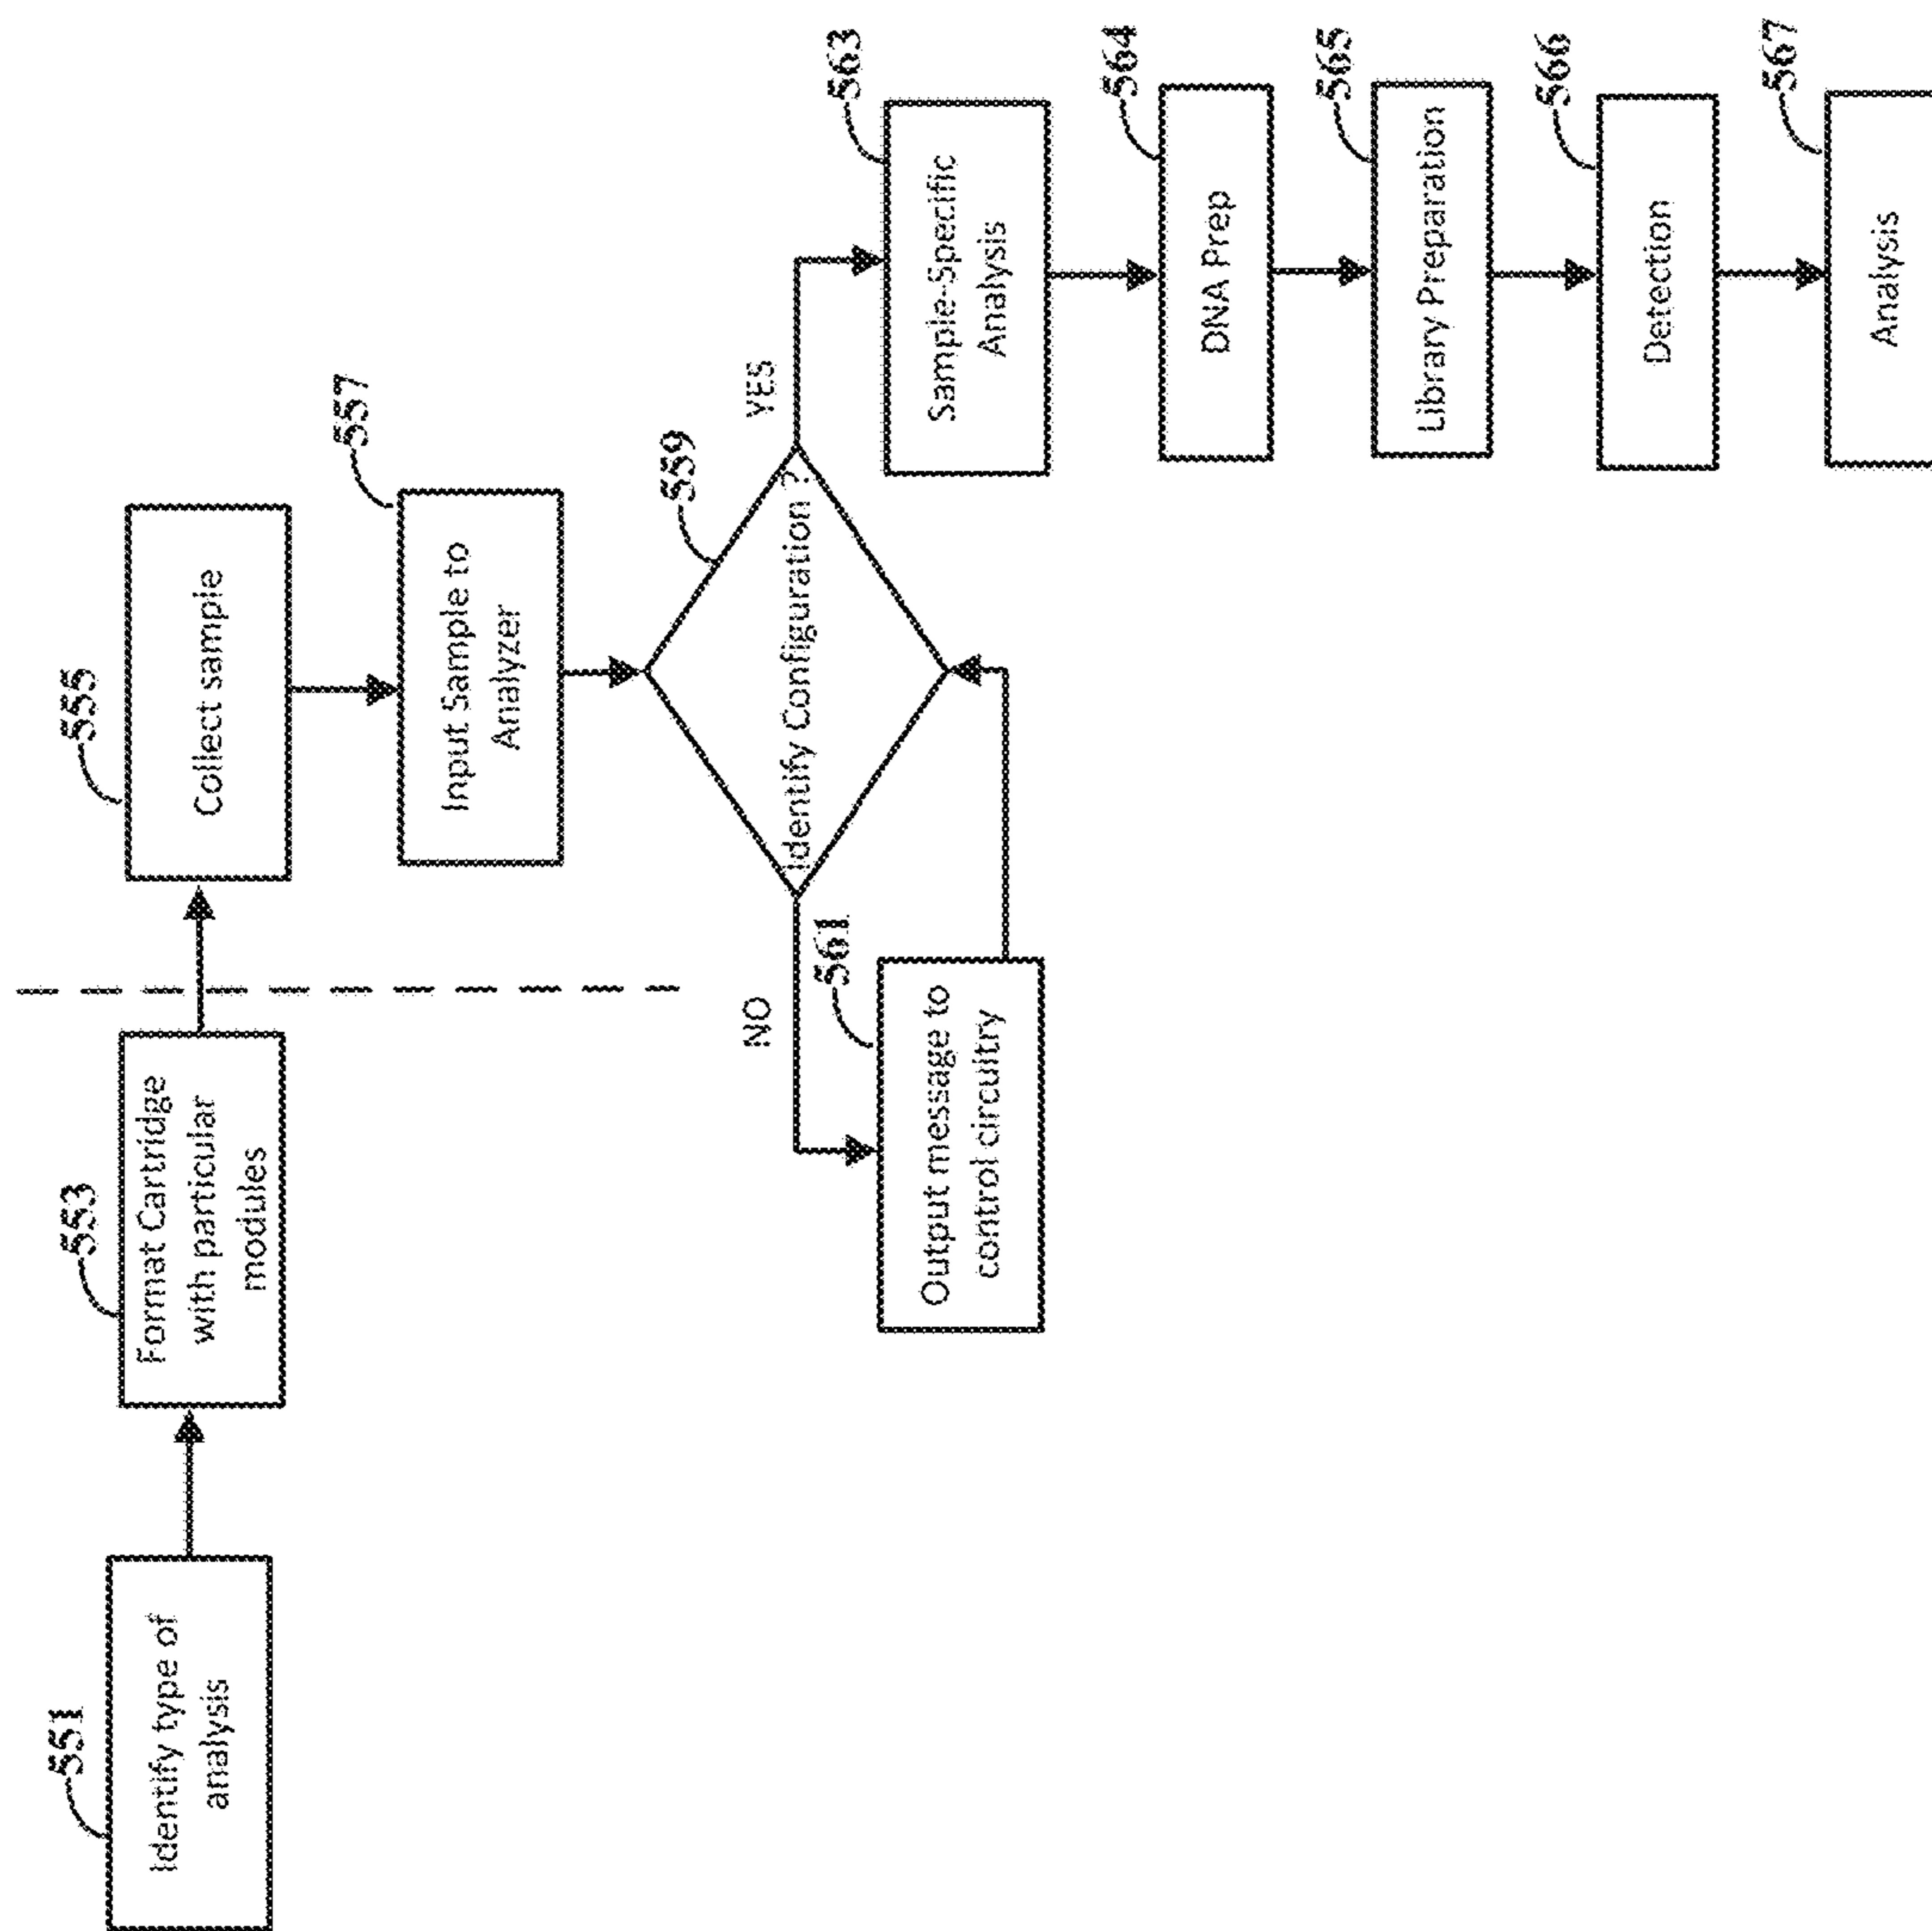 551
Identify type of
analysis
553
Format Cartridge
with particular
modules
555
Collect sample
557
Input Sample to
Analyzer
559
Identify Configuration ?
NO
YES
561
Output message to
control circuitry
563
Sample-Specific
Analysis
564
DNA Prep
565
Library Preparation
566
Detection
567
Analysis